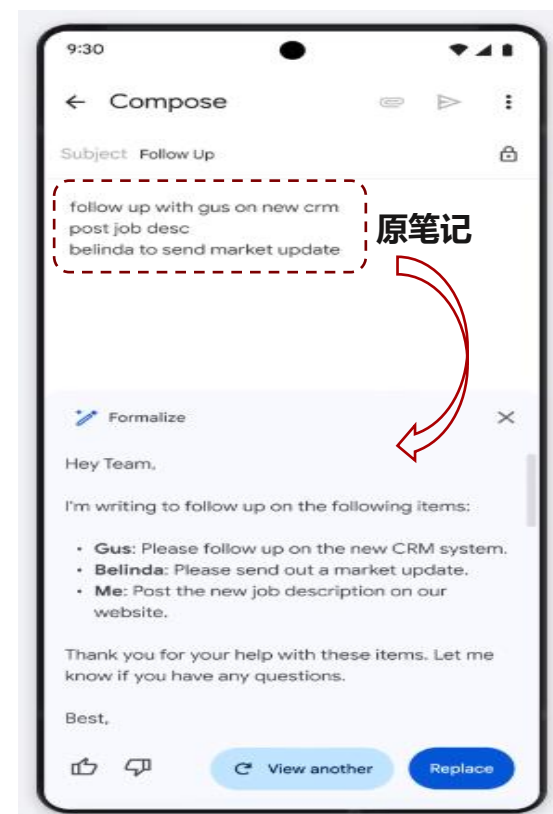 9:30
Compose
Subject Follow Up
follow up with gus on new crm
post job desc
belinda to send market update
原笔记
Formalize
Hey Team,
I'm writing to follow up on the following items:
• Gus: Please follow up on the new CRM system.
• Belinda: Please send out a market update.
• Me: Post the new job description on our
website.
Thank you for your help with these items. Let me
know if you have any questions.
Best,
View another
Replace